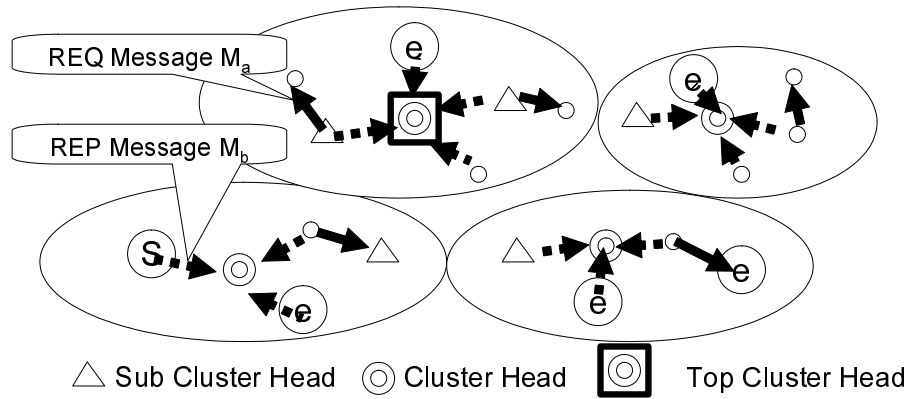 REQ Message Ma
e
e
REP Message Mb
S
e
e
e
Sub Cluster Head
Cluster Head
Top Cluster Head